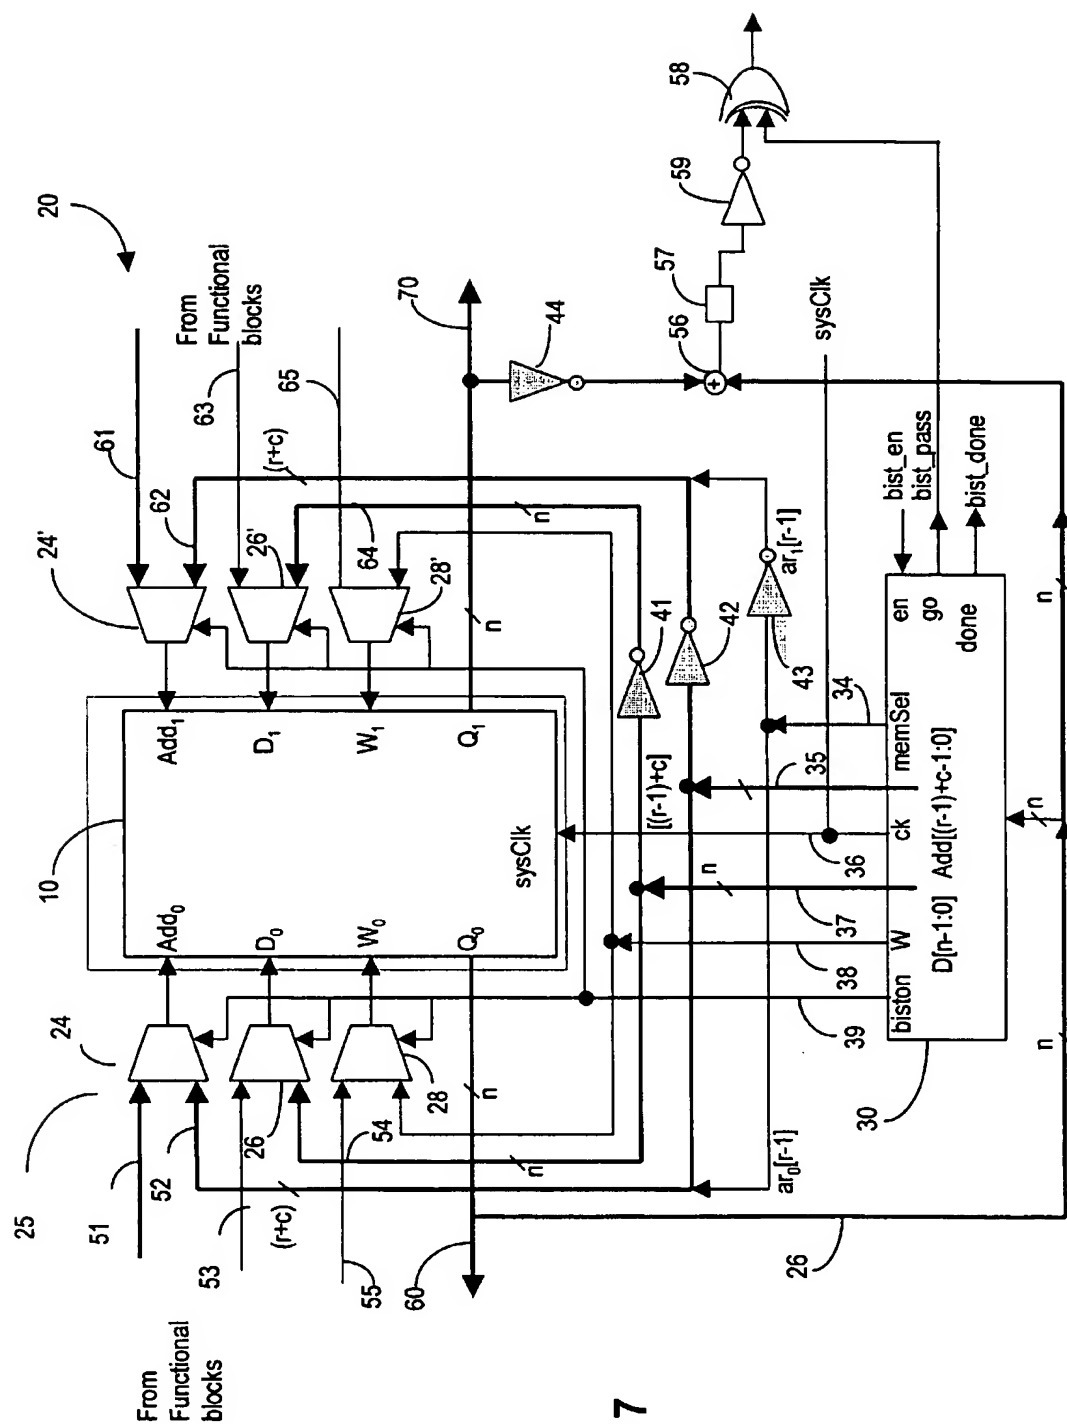 20
From
Functional
blocks
61
63
65
62
24'
26'
64
28'
(r+c)
n
n
70
44
56
57
59
58
sysClk
10
Add1
D1
W1
Q1
sysClk
Add0
D0
W0
Q0
24
25
26
28
51
52
53
54
55
60
From
Functional
blocks
(r+c)
n
n
41
42
43
ar1[r-1]
ar0[r-1]
[(r-1)+c]
n
34
35
36
37
38
39
biston
W
ck
memSel
D[n-1:0]
Add[(r-1)+c-1:0]
en
go
done
bist_en
bist_pass
bist_done
30
n
n
n
26
7